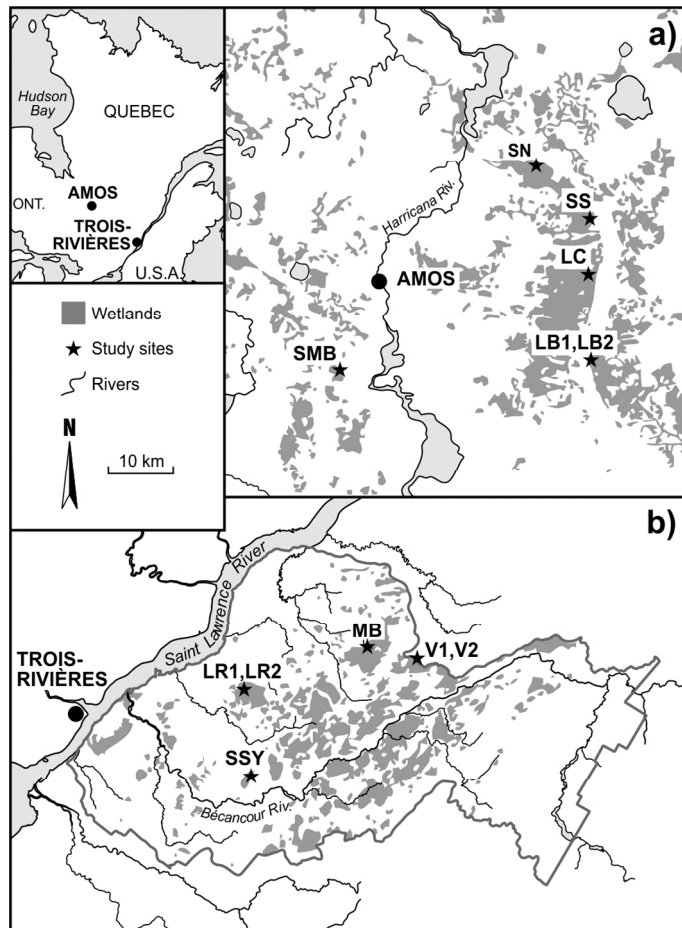 Hudson
Bay
QUEBEC
ONT.
AMOS
TROIS-
RIVIÈRES
U.S.A.
Wetlands
Study sites
Rivers
N
10 km
a)
SN
Harricana Riv.
SS
LC
AMOS
LB1,LB2
SMB
b)
Saint Lawrence River
MB
V1,V2
TROIS-
RIVIÈRES
LR1,LR2
SSY
Bécancour Riv.